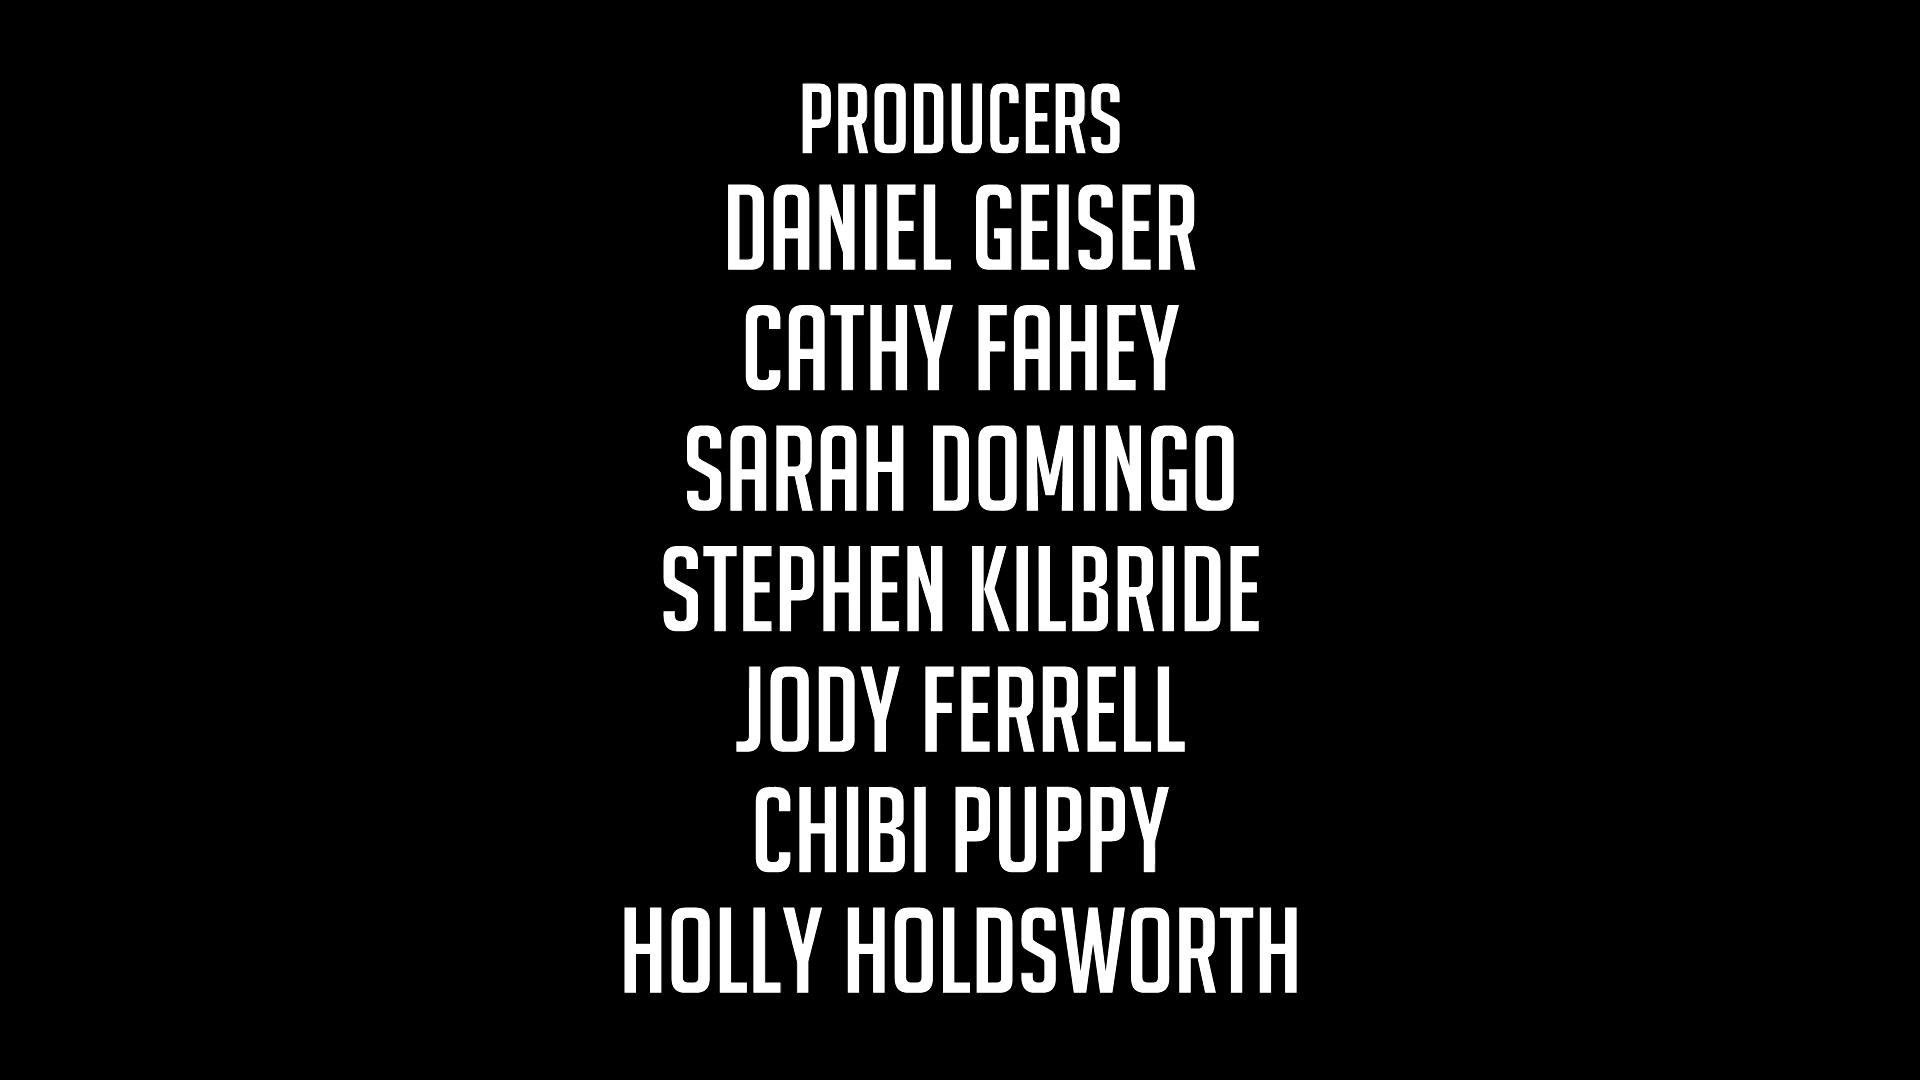 PRODUCERS
DANIEL GEISER
CATHY FAHEY
SARAH DOMINGO
STEPHEN KILBRIDE
JODY FERRELL
CHIBI PUPPY
HOLLY HOLDSWORTH